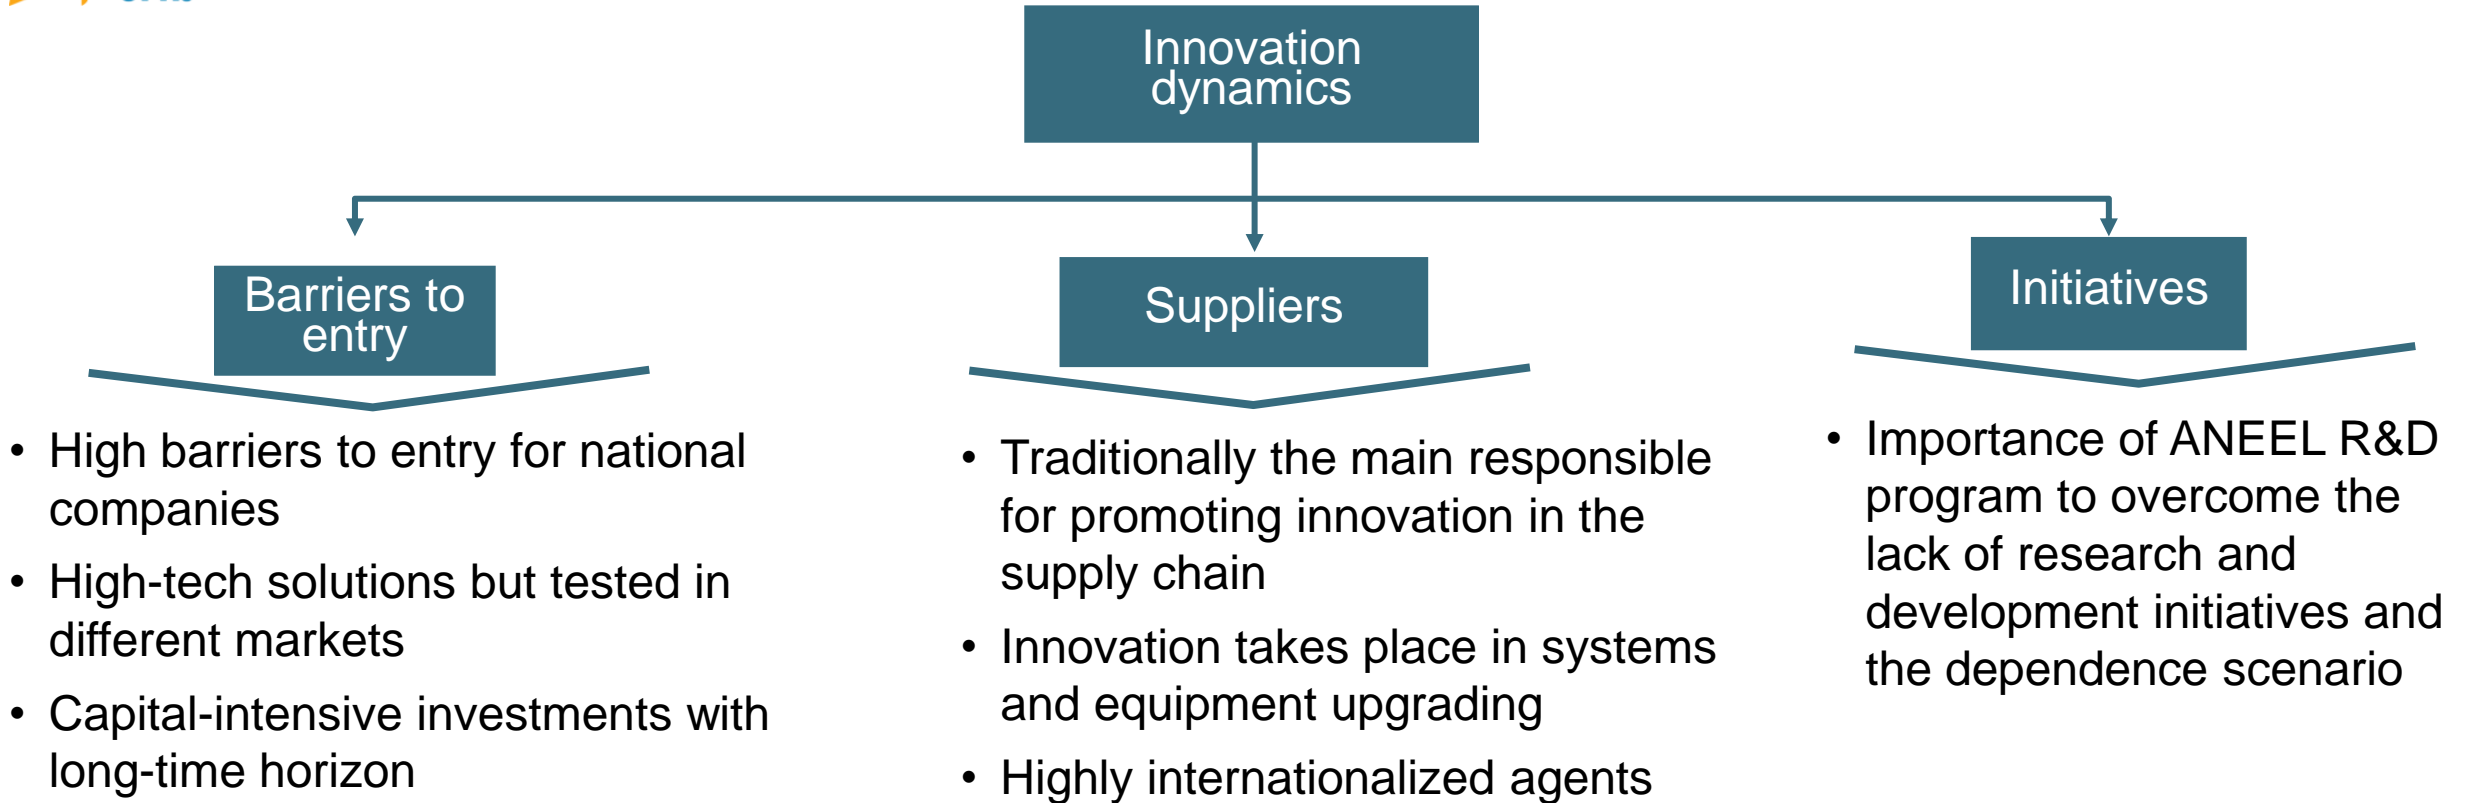 Innovation
dynamics
Barriers to
entry
• High barriers to entry for national
companies
• High-tech solutions but tested in
different markets
• Capital-intensive investments with
long-time horizon
Suppliers
• Traditionally the main responsible
for promoting innovation in the
supply chain
• Innovation takes place in systems
and equipment upgrading
• Highly internationalized agents
Initiatives
• Importance of ANEEL R&D
program to overcome the
lack of research and
development initiatives and
the dependence scenario